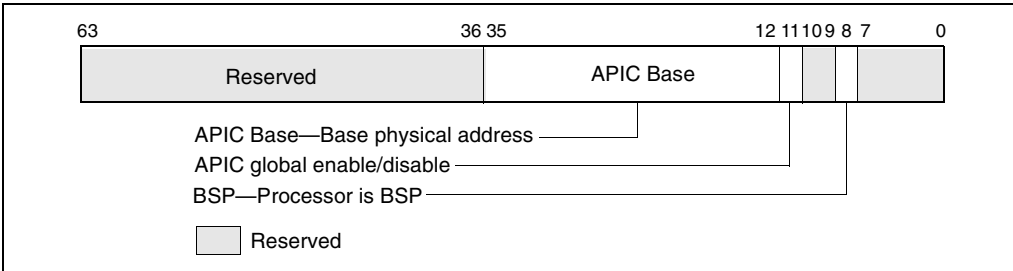 63 36 35 12 11 10 9 8 7 0
Reserved APIC Base
APIC Base—Base physical address
APIC global enable/disable
BSP—Processor is BSP
Reserved